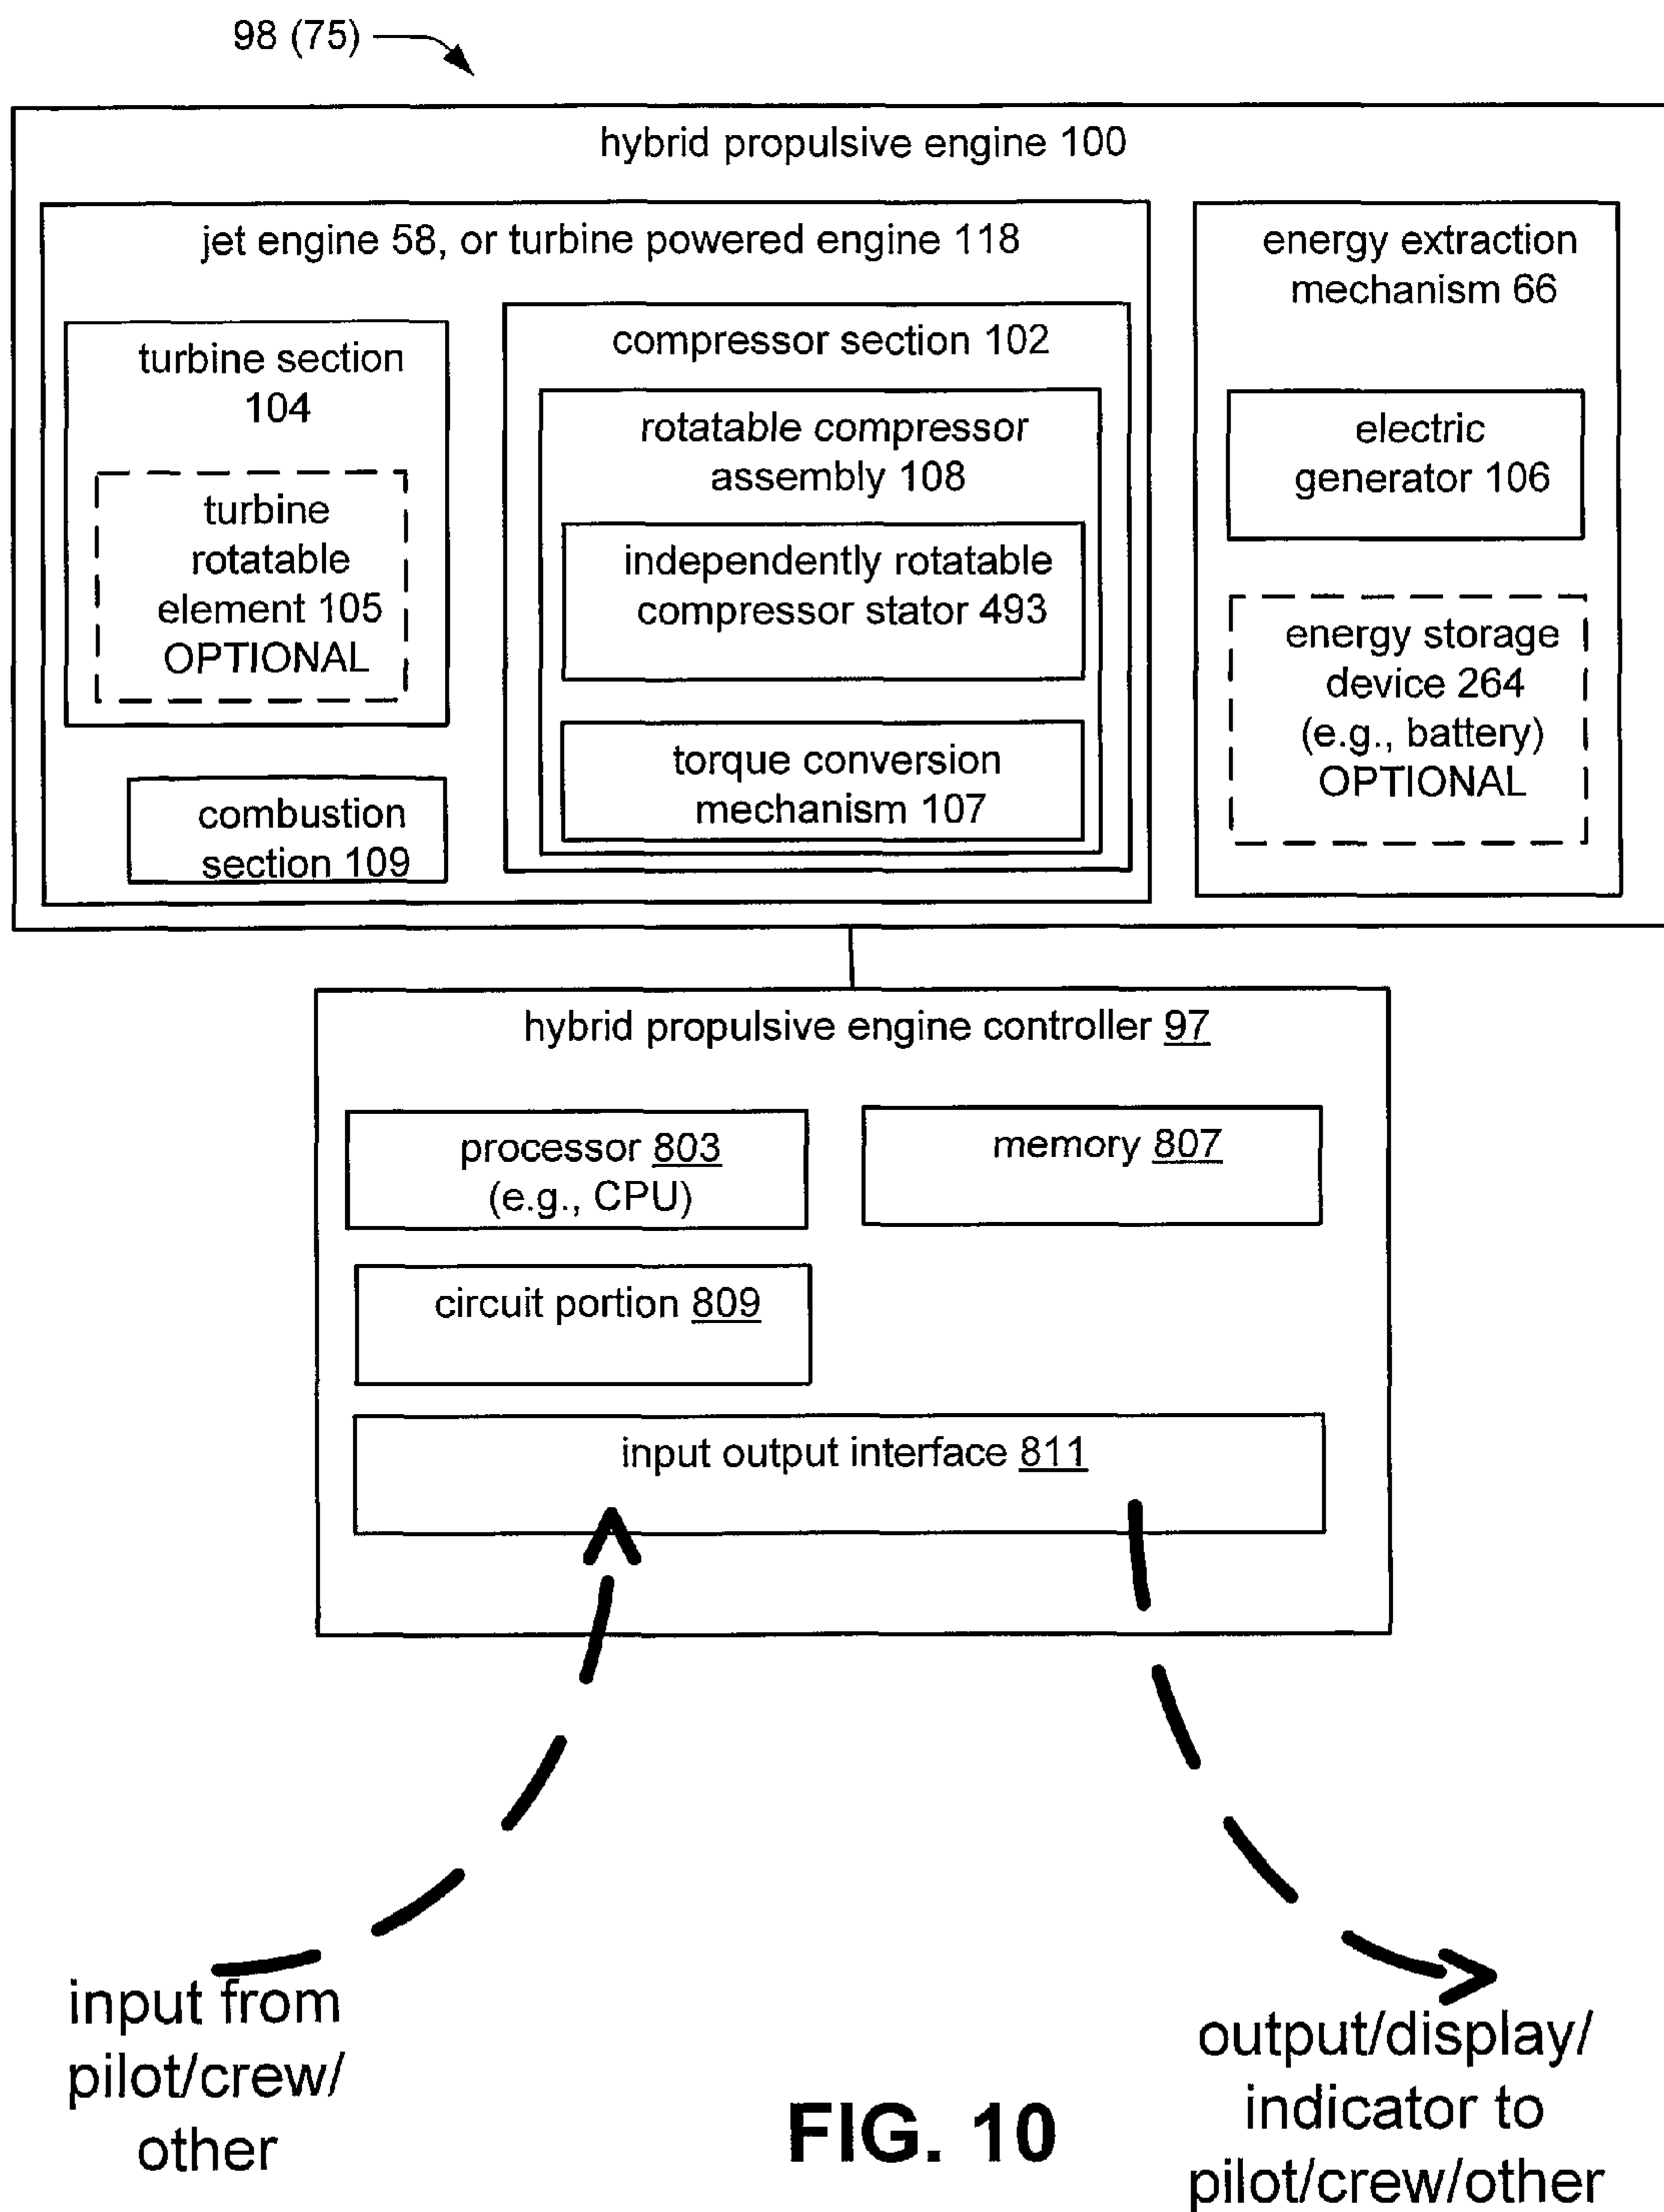 98 (75)
hybrid propulsive engine 100
jet engine 58, or turbine powered engine 118
turbine section
104
turbine
rotatable
element 105
OPTIONAL
combustion
section 109
compressor section 102
rotatable compressor
assembly 108
independently rotatable
compressor stator 493
torque conversion
mechanism 107
energy extraction
mechanism 66
electric
generator 106
energy storage
device 264
(e.g., battery)
OPTIONAL
hybrid propulsive engine controller 97
processor 803
(e.g., CPU)
memory 807
circuit portion 809
input output interface 811
input from
pilot/crew/
other
output/display/
indicator to
pilot/crew/other
FIG. 10